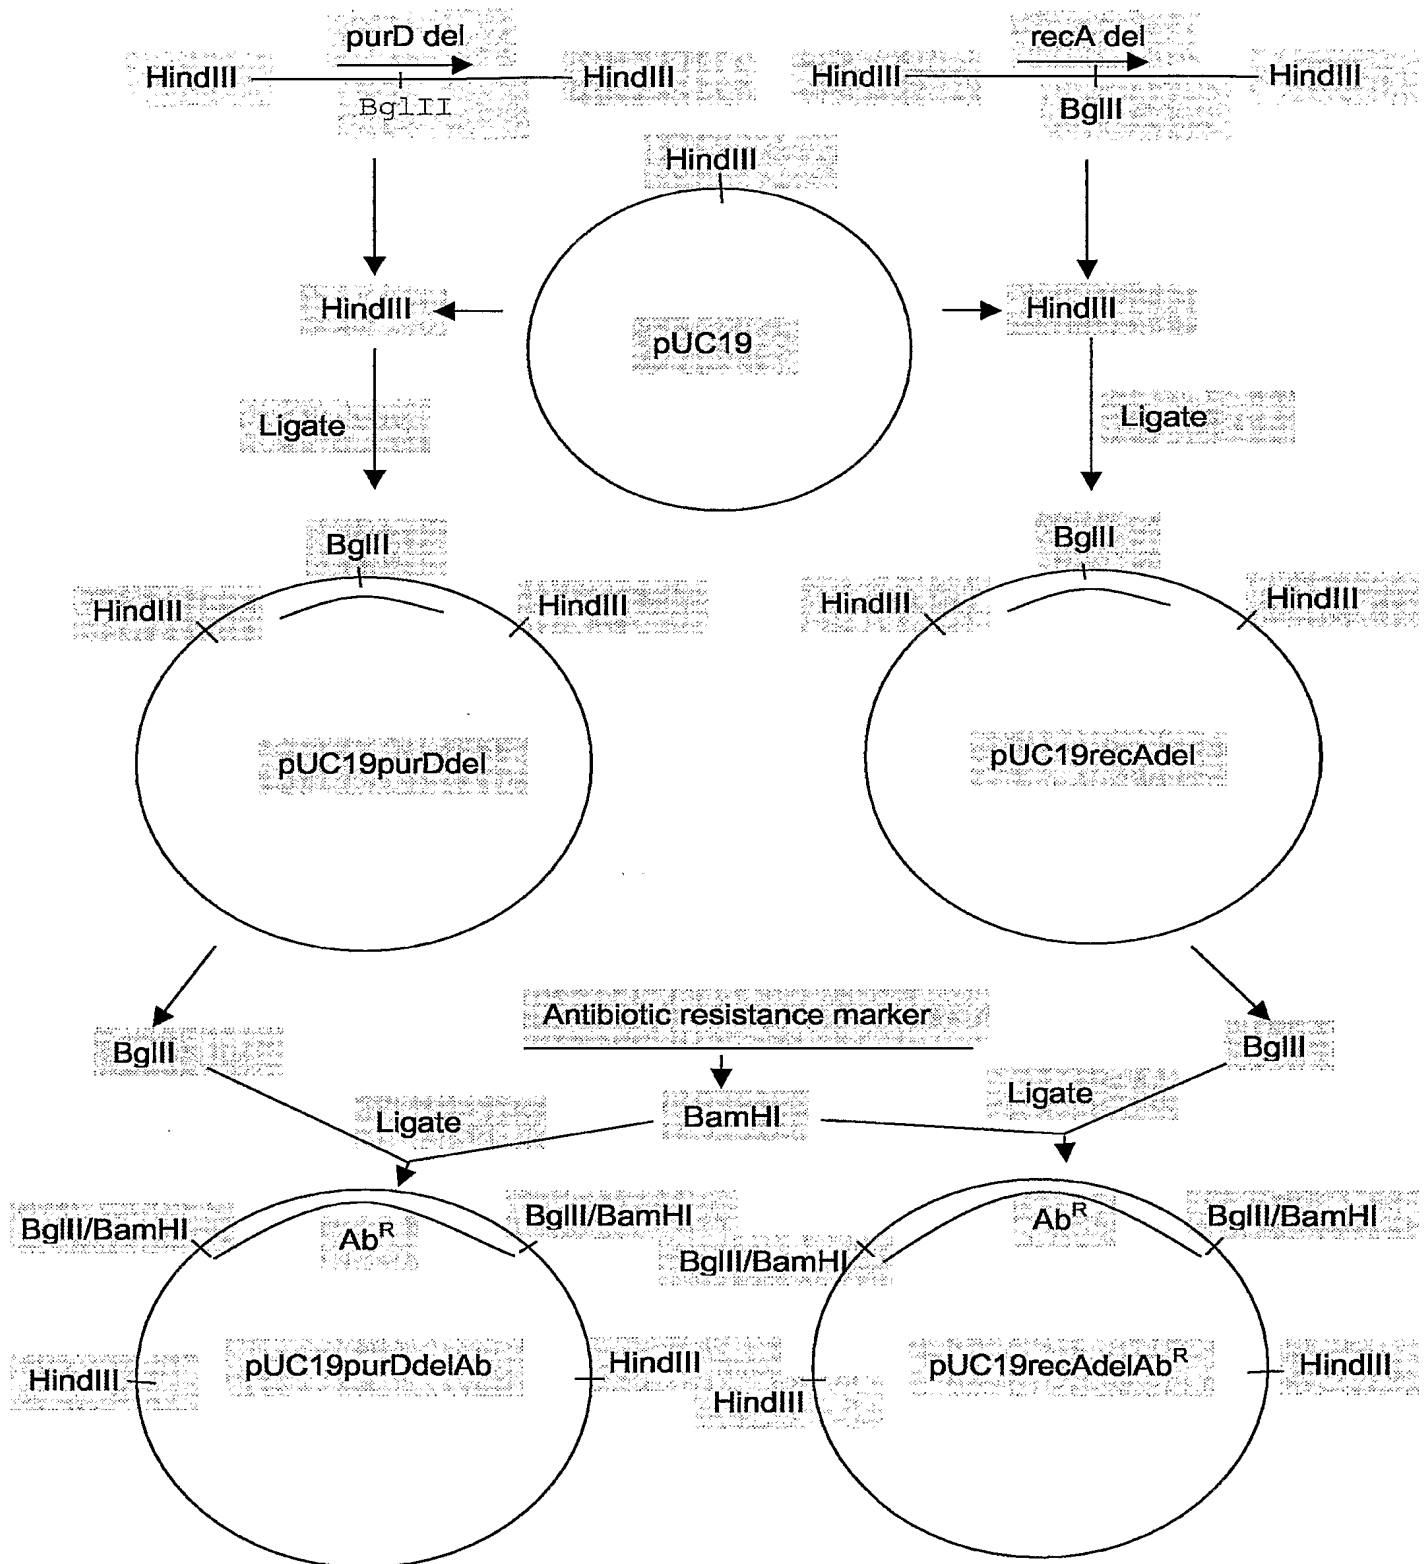 purD del
recA del
HindIII
HindIII
HindIII
HindIII
BglII
BglII
HindIII
HindIII
HindIII
pUC19
Ligate
Ligate
BglII
BglII
HindIII
HindIII
HindIII
HindIII
pUC19purDdel
pUC19recAdel
Antibiotic resistance marker
BglII
BglII
Ligate
BamHI
Ligate
BglII/BamHI
Ab^R
BglII/BamHI
BglII/BamHI
Ab^R
BglII/BamHI
HindIII
pUC19purDdelAb
HindIII
HindIII
pUC19recAdelAb^R
HindIII